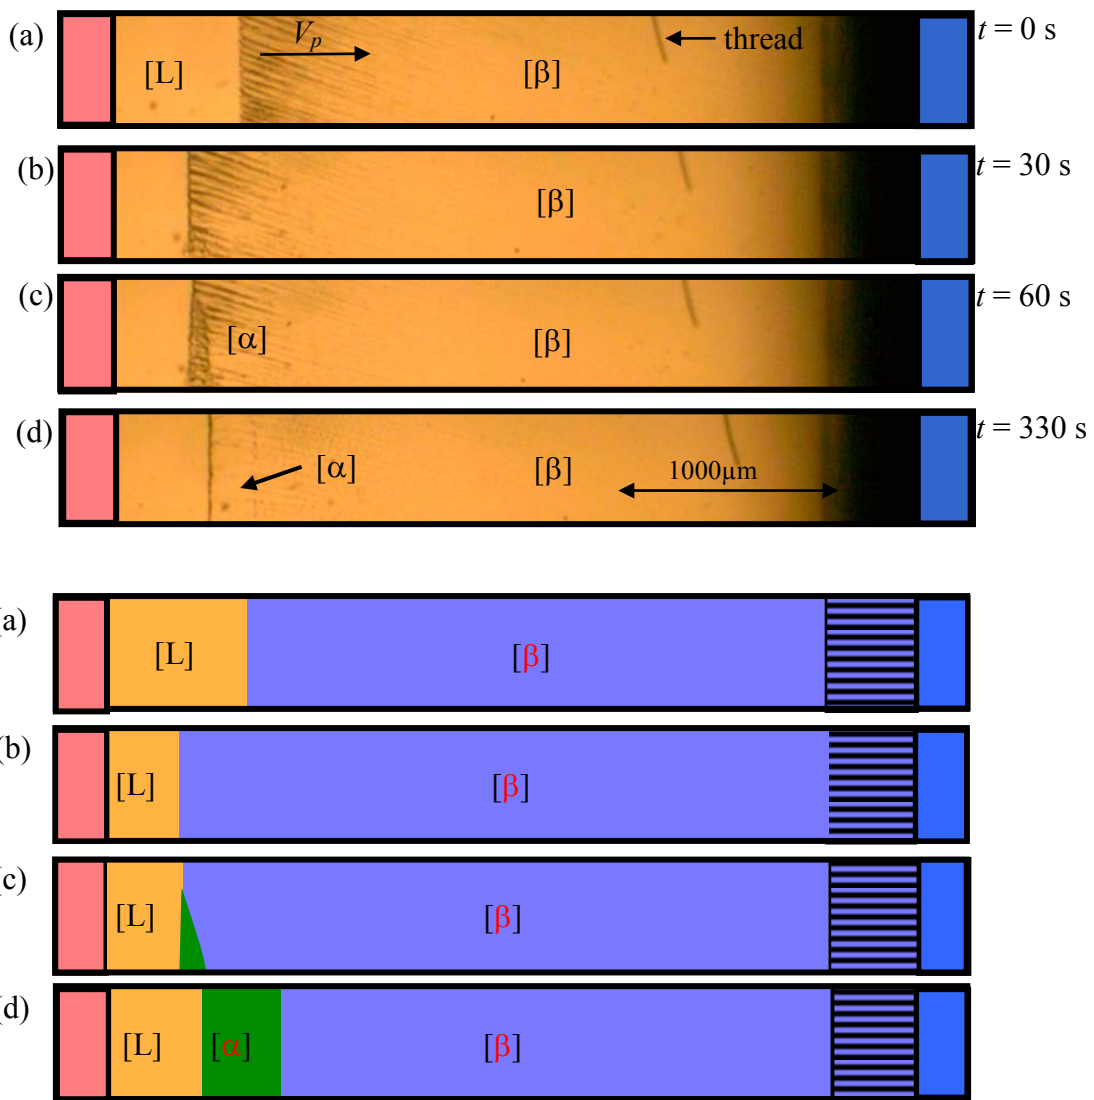 (a) [L] Vp [β] thread t = 0 s
(b) [β] t = 30 s
(c) [α] [β] t = 60 s
(d) [α] [β] 1000μm t = 330 s
(a) [L] [β]
(b) [L] [β]
(c) [L] [β]
(d) [L] [α] [β]